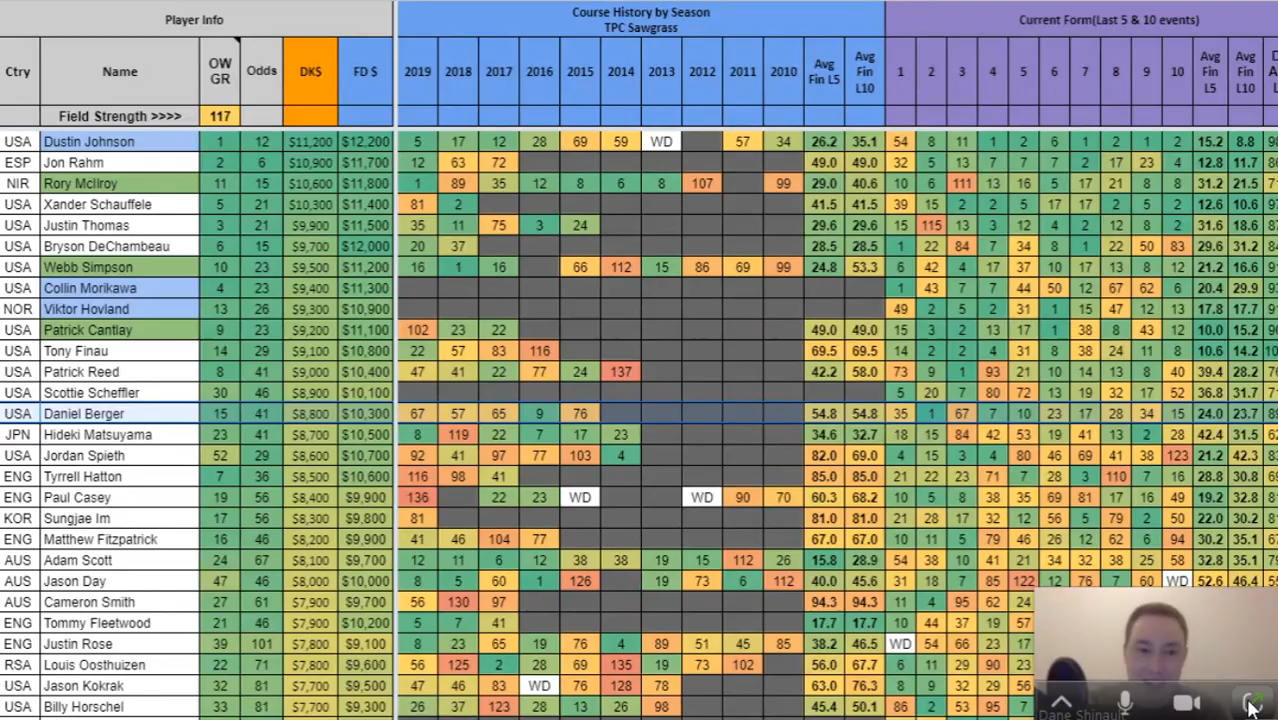 Player Info Course History by Season Current Form(Last 5 & 10 events)
TPC Sawgrass
Ctry Name OW GR Odds DK$ FD $ 2019 2018 2017 2016 2015 2014 2013 2012 2011 2010 Avg Fin L5 Avg Fin L10 1 2 3 4 5 6 7 8 9 10 Avg Fin L5 Avg Fin L10
Field Strength >>>> 117
USA Dustin Johnson 1 12 $11,200 $12,200 5 17 12 28 69 59 WD 57 34 26.2 35.1 54 8 11 1 2 6 1 2 1 2 15.2 8.8
ESP Jon Rahm 2 6 $10,900 $11,700 12 63 72 49.0 49.0 32 5 13 7 7 7 2 17 23 4 12.8 11.7
NIR Rory McIlroy 11 15 $10,600 $11,800 1 89 35 12 8 6 8 107 99 29.0 40.6 10 6 111 13 16 5 17 21 8 8 31.2 21.5
USA Xander Schauffele 5 21 $10,300 $11,400 81 2 41.5 41.5 39 15 2 2 5 17 17 2 5 2 12.6 10.6
USA Justin Thomas 3 21 $9,900 $11,500 35 11 75 3 24 29.6 29.6 15 115 13 3 12 4 2 12 8 2 31.6 18.6
USA Bryson DeChambeau 6 15 $9,700 $12,000 20 37 28.5 28.5 1 22 84 7 34 8 1 22 50 83 29.6 31.2
USA Webb Simpson 10 23 $9,500 $11,200 16 1 16 66 112 15 86 69 99 24.8 53.3 6 42 4 17 37 10 17 13 8 12 21.2 16.6
USA Collin Morikawa 4 23 $9,400 $11,300 1 43 7 7 44 50 12 67 62 6 20.4 29.9
NOR Viktor Hovland 13 26 $9,300 $10,900 49 2 5 2 31 1 15 47 12 13 17.8 17.7
USA Patrick Cantlay 9 23 $9,200 $11,100 102 23 22 49.0 49.0 15 3 2 13 17 1 38 8 43 12 10.0 15.2
USA Tony Finau 14 29 $9,100 $10,800 22 57 83 116 69.5 69.5 14 2 2 4 31 8 38 24 11 8 10.6 14.2
USA Patrick Reed 8 41 $9,000 $10,400 47 41 22 77 24 137 42.2 58.0 73 9 1 93 21 10 14 13 8 40 39.4 28.2
USA Scottie Scheffler 30 46 $8,900 $10,100 5 20 7 80 72 13 19 32 17 52 36.8 31.7
USA Daniel Berger 15 41 $8,800 $10,300 67 57 65 9 76 54.8 54.8 35 1 67 7 10 23 17 28 34 15 24.0 23.7
JPN Hideki Matsuyama 23 41 $8,700 $10,500 8 119 22 7 17 23 34.6 32.7 18 15 84 42 53 19 41 13 2 28 42.4 31.5
USA Jordan Spieth 52 29 $8,600 $10,700 92 41 97 77 103 4 82.0 69.0 4 15 3 4 80 46 69 41 38 123 21.2 42.3
ENG Tyrrell Hatton 7 36 $8,500 $10,600 116 98 41 85.0 85.0 21 22 23 71 7 28 3 110 7 16 28.8 30.8
ENG Paul Casey 19 56 $8,400 $9,900 136 22 23 WD WD 90 70 60.3 68.2 10 5 8 38 35 69 81 17 16 49 19.2 32.8
KOR Sungjae Im 17 56 $8,300 $9,800 81 81.0 81.0 21 28 17 32 12 56 5 79 2 50 22.0 30.2
ENG Matthew Fitzpatrick 16 46 $8,200 $9,900 41 46 104 77 67.0 67.0 10 11 5 79 46 26 12 62 6 94 30.2 35.1
AUS Adam Scott 24 67 $8,100 $9,700 12 11 6 12 38 38 19 15 112 26 15.8 28.9 54 38 10 41 21 34 32 38 25 58 32.8 35.1
AUS Jason Day 47 46 $8,000 $10,000 8 5 60 1 126 19 73 6 112 40.0 45.6 31 18 7 85 122 12 76 7 60 WD 52.6 46.4
AUS Cameron Smith 27 61 $7,900 $9,700 56 130 97 94.3 94.3 11 4 95 62 24
ENG Tommy Fleetwood 21 46 $7,900 $10,200 5 7 41 17.7 17.7 10 44 37 19 57
ENG Justin Rose 39 101 $7,800 $9,100 8 23 65 19 76 4 89 51 45 85 38.2 46.5 WD 54 66 23
RSA Louis Oosthuizen 22 71 $7,800 $9,600 56 125 2 28 69 135 19 73 102 56.0 67.7 6 11 29 90 23
USA Jason Kokrak 32 81 $7,700 $9,500 47 46 83 WD 76 128 78 63.0 76.3 8 9 32 29 56
USA Billy Horschel 33 81 $7,700 $9,300 26 37 123 28 13 26 98 45.4 50.1 86 2 53 95 7
Dane Shinault